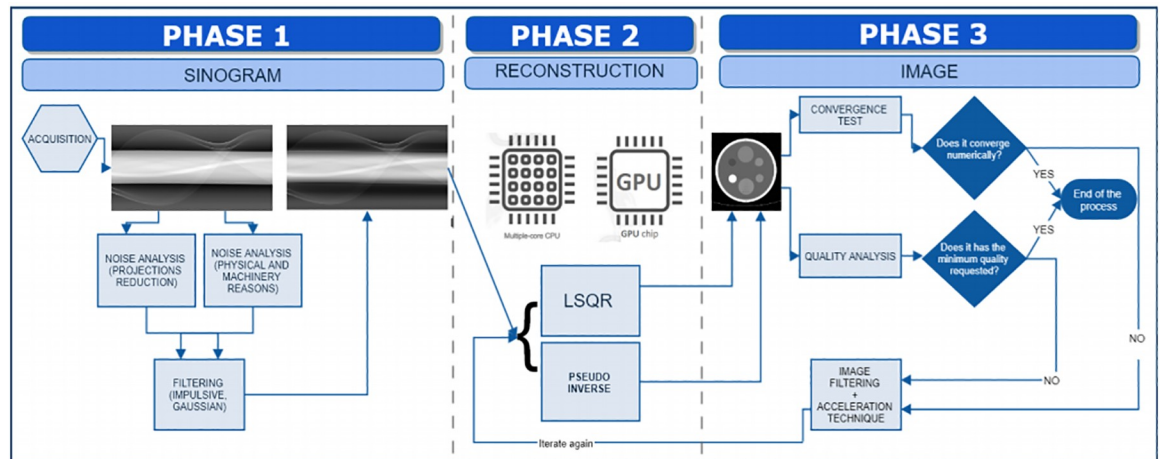 PHASE 1
SINOGRAM
ACQUISITION
NOISE ANALYSIS
(PROJECTIONS
REDUCTION)
NOISE ANALYSIS
(PHYSICAL AND
MACHINERY
REASONS)
FILTERING
(IMPULSIVE,
GAUSSIAN)
PHASE 2
RECONSTRUCTION
Multiple-core CPU
GPU
GPU chip
LSQR
PSEUDO
INVERSE
Iterate again
PHASE 3
IMAGE
CONVERGENCE
TEST
Does it converge
numerically?
YES
End of the
process
YES
QUALITY ANALYSIS
Does it has the
minimum quality
requested?
NO
NO
IMAGE
FILTERING
+
ACCELERATION
TECHNIQUE